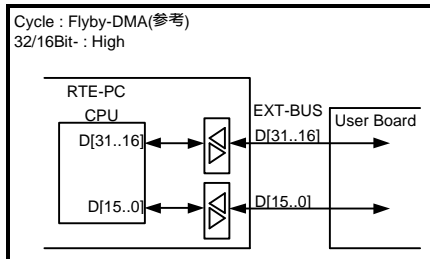 Cycle : Flyby-DMA(参考)
32/16Bit- : High
RTE-PC
CPU
EXT-BUS
User Board
D[31..16]
D[31..16]
D[15..0]
D[15..0]